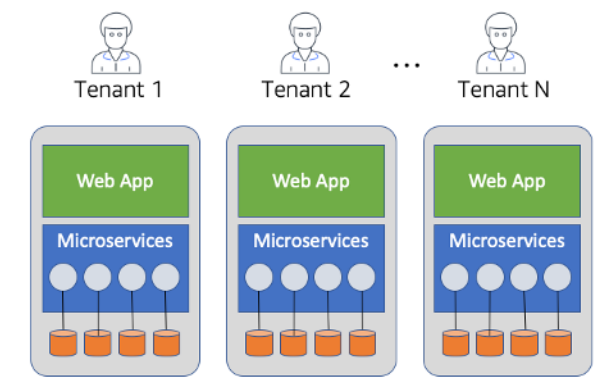 Tenant 1
Tenant 2
...
Tenant N
Web App
Web App
Web App
Microservices
Microservices
Microservices